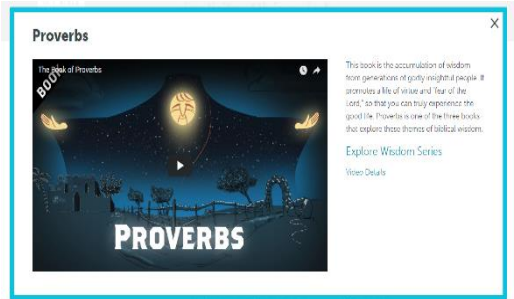 X
Proverbs
The Book of Proverbs
BOOK
PROVERBS
This book is the accumulation of wisdom
from generations of godly insightful people. It
promotes a life of virtue and "fear of the
Lord," so that you can truly experience the
good life. Proverbs is one of the three books
that explore these themes of biblical wisdom.
Explore Wisdom Series
Video Details